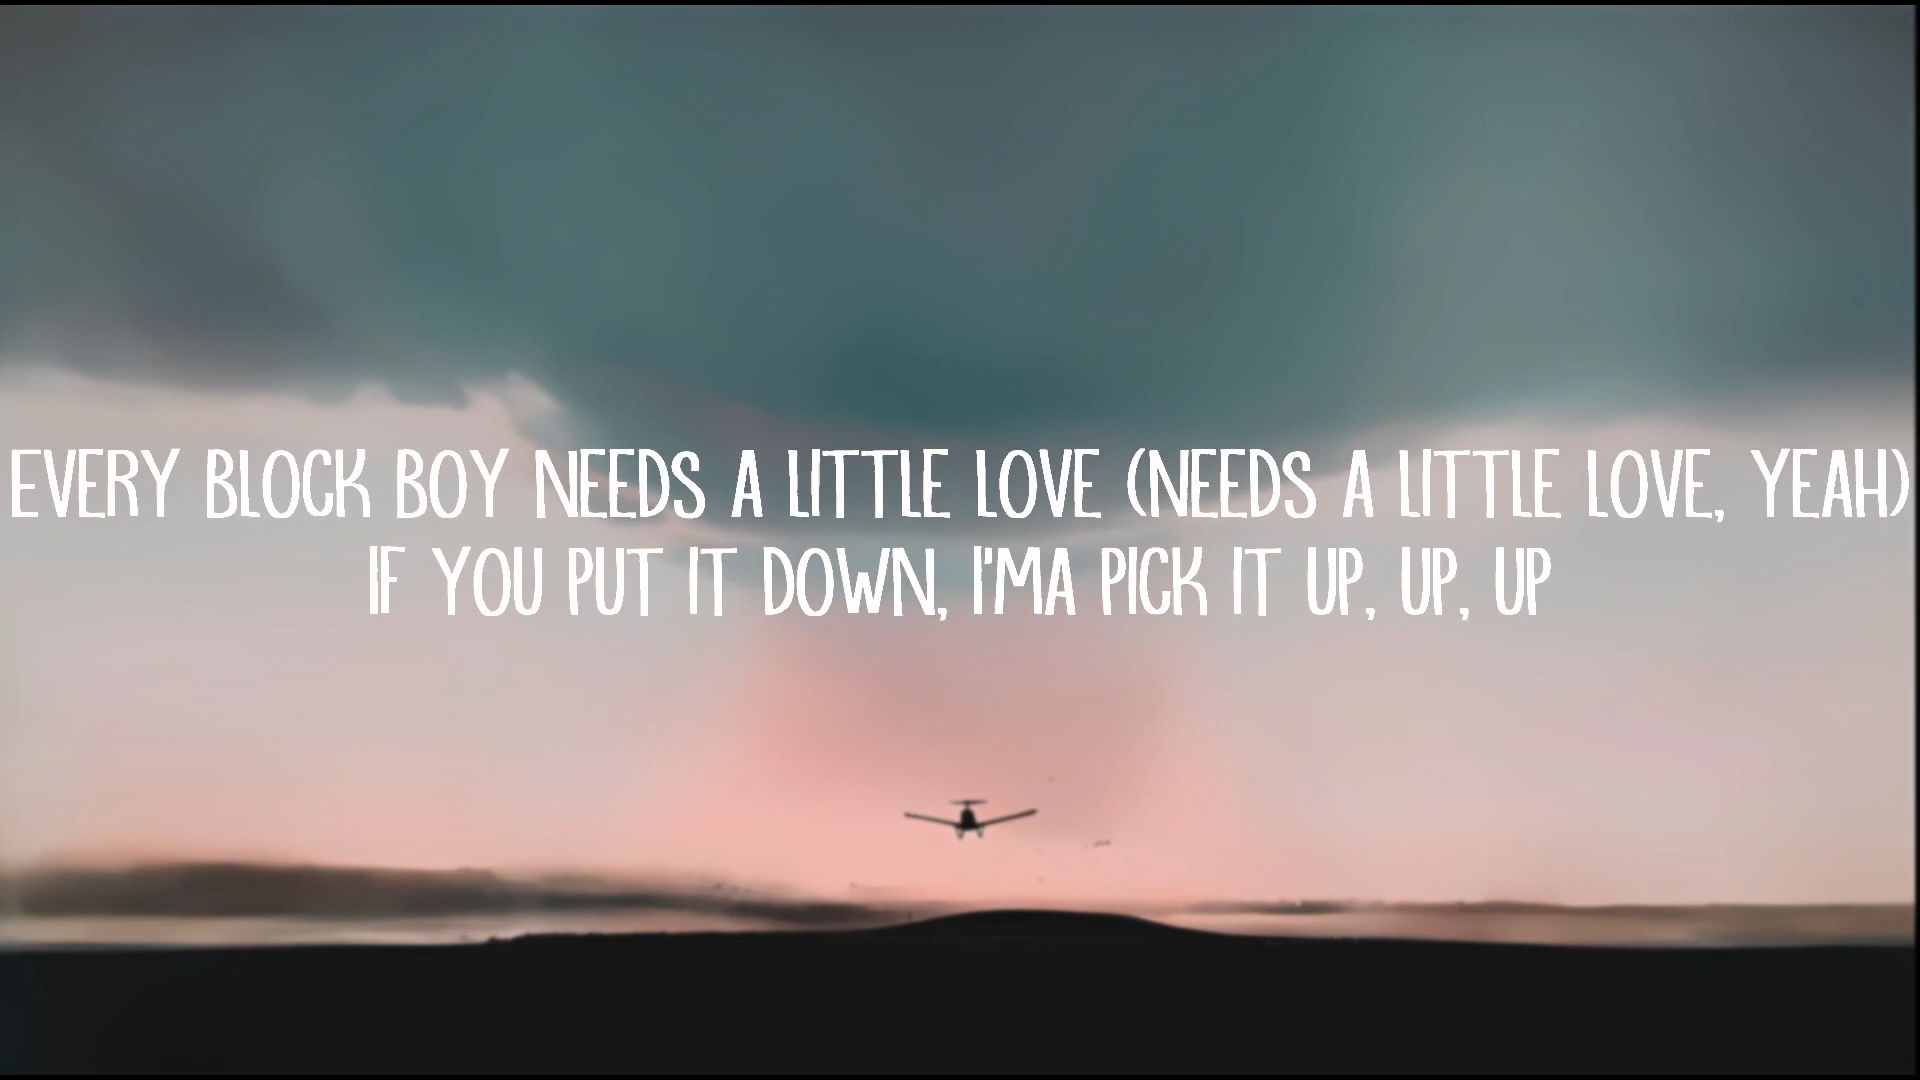 EVERY BLOCK BOY NEEDS A LITTLE LOVE (NEEDS A LITTLE LOVE, YEAH)
IF YOU PUT IT DOWN, I'MA PICK IT UP, UP, UP